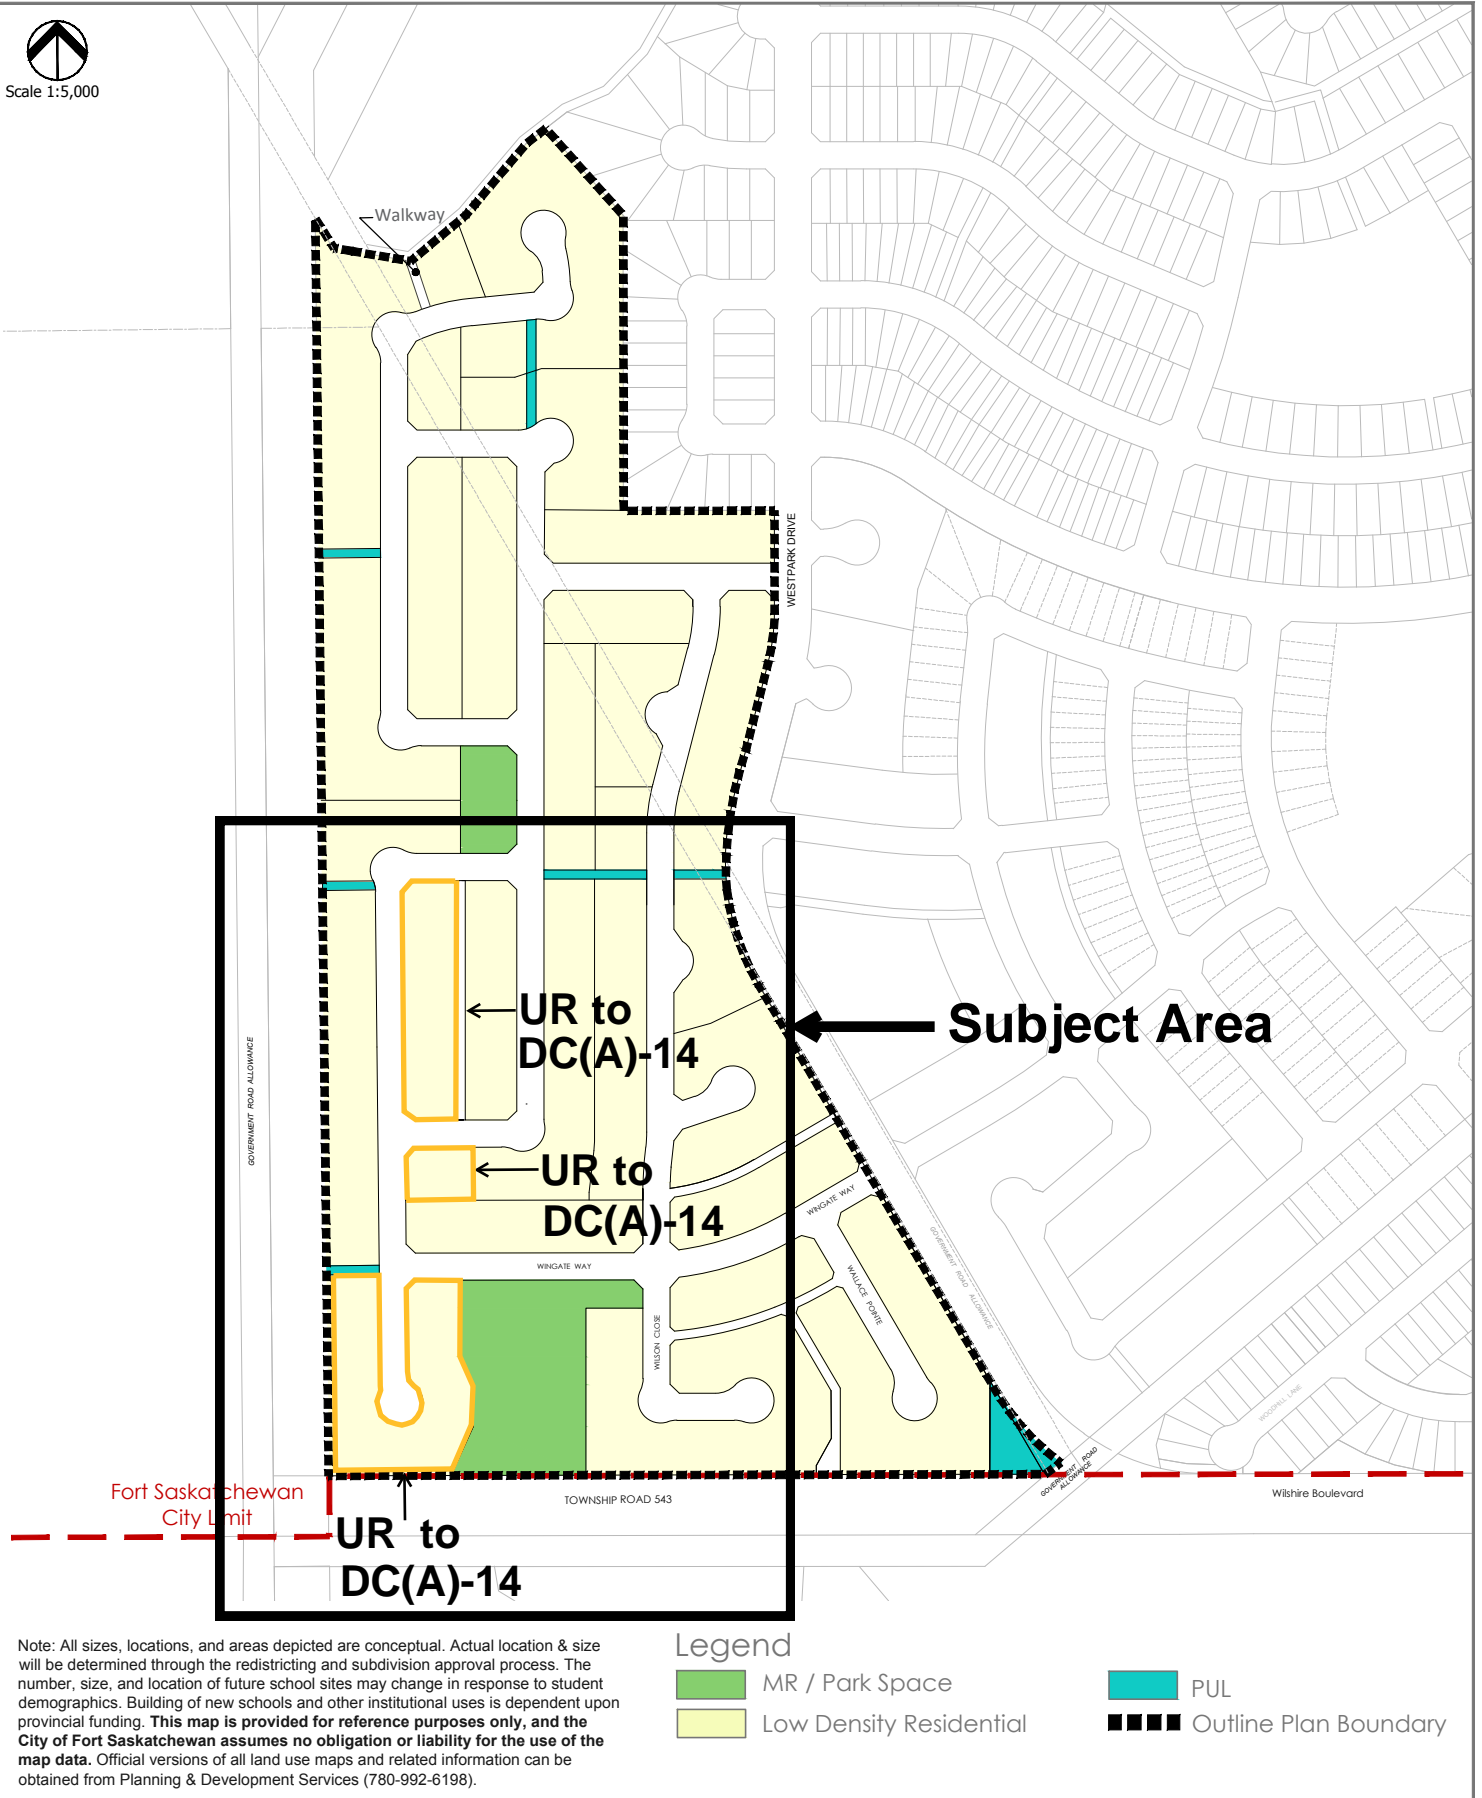 Scale 1:5,000
Walkway
WESTPARK DRIVE
GOVERNMENT ROAD ALLOWANCE
UR to
DC(A)-14
Subject Area
UR to
DC(A)-14
WINGATE WAY
WINGATE WAY
WALLACE POINTE
WILSON CLOSE
GOVERNMENT ROAD ALLOWANCE
WOODHILL LANE
GOVERNMENT ROAD
ALLOWANCE
Fort Saskatchewan
City Limit
TOWNSHIP ROAD 543
Wilshire Boulevard
UR to
DC(A)-14
Note: All sizes, locations, and areas depicted are conceptual. Actual location & size
will be determined through the redistricting and subdivision approval process. The
number, size, and location of future school sites may change in response to student
demographics. Building of new schools and other institutional uses is dependent upon
provincial funding. This map is provided for reference purposes only, and the
City of Fort Saskatchewan assumes no obligation or liability for the use of the
map data. Official versions of all land use maps and related information can be
obtained from Planning & Development Services (780-992-6198).
Legend
MR / Park Space
Low Density Residential
PUL
Outline Plan Boundary